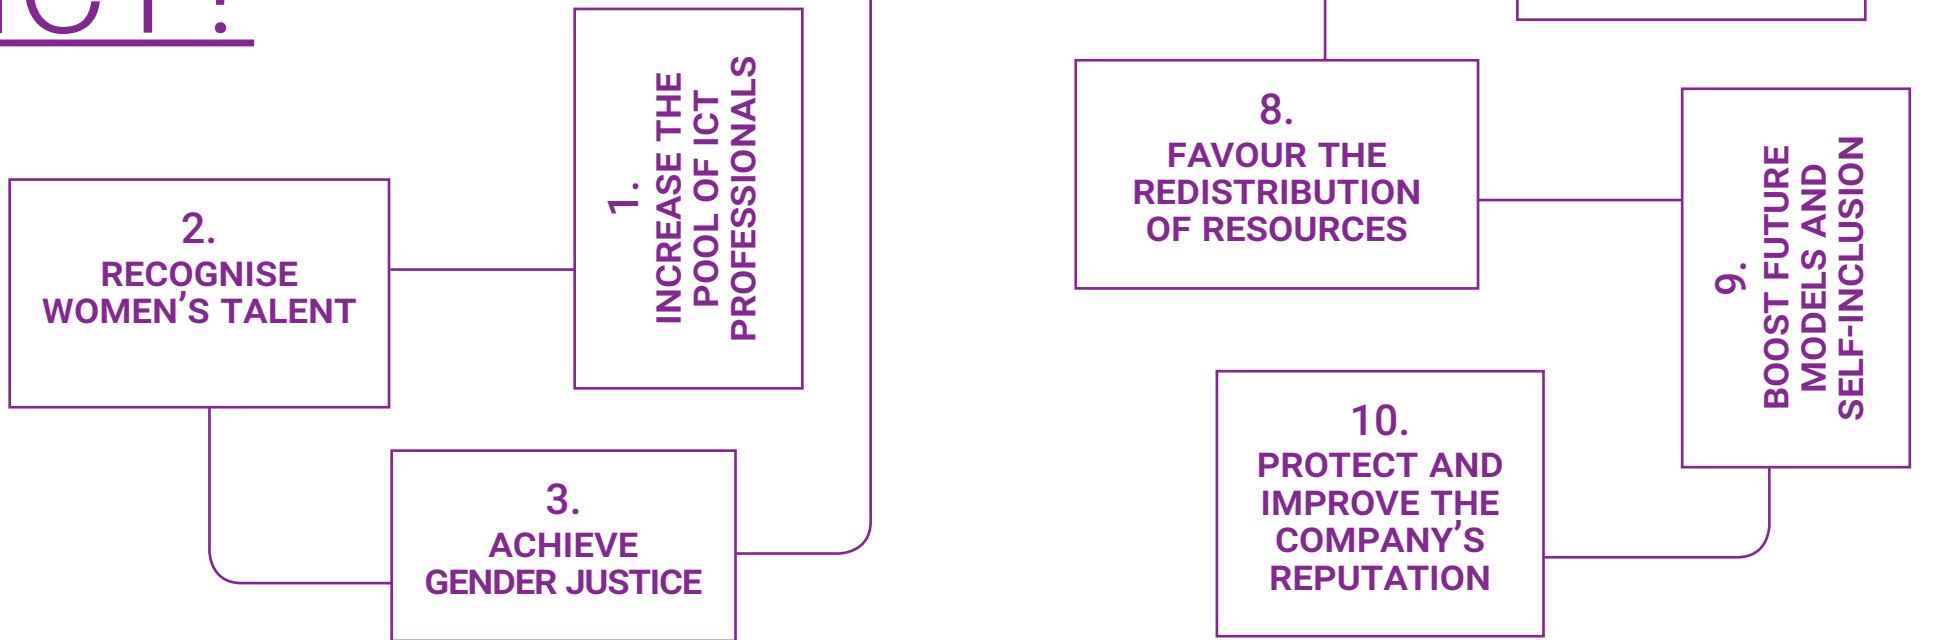 ICT?
1.
INCREASE THE
POOL OF ICT
PROFESSIONALS
2.
RECOGNISE
WOMEN'S TALENT
3.
ACHIEVE
GENDER JUSTICE
8.
FAVOUR THE
REDISTRIBUTION
OF RESOURCES
9.
BOOST FUTURE
MODELS AND
SELF-INCLUSION
10.
PROTECT AND
IMPROVE THE
COMPANY'S
REPUTATION